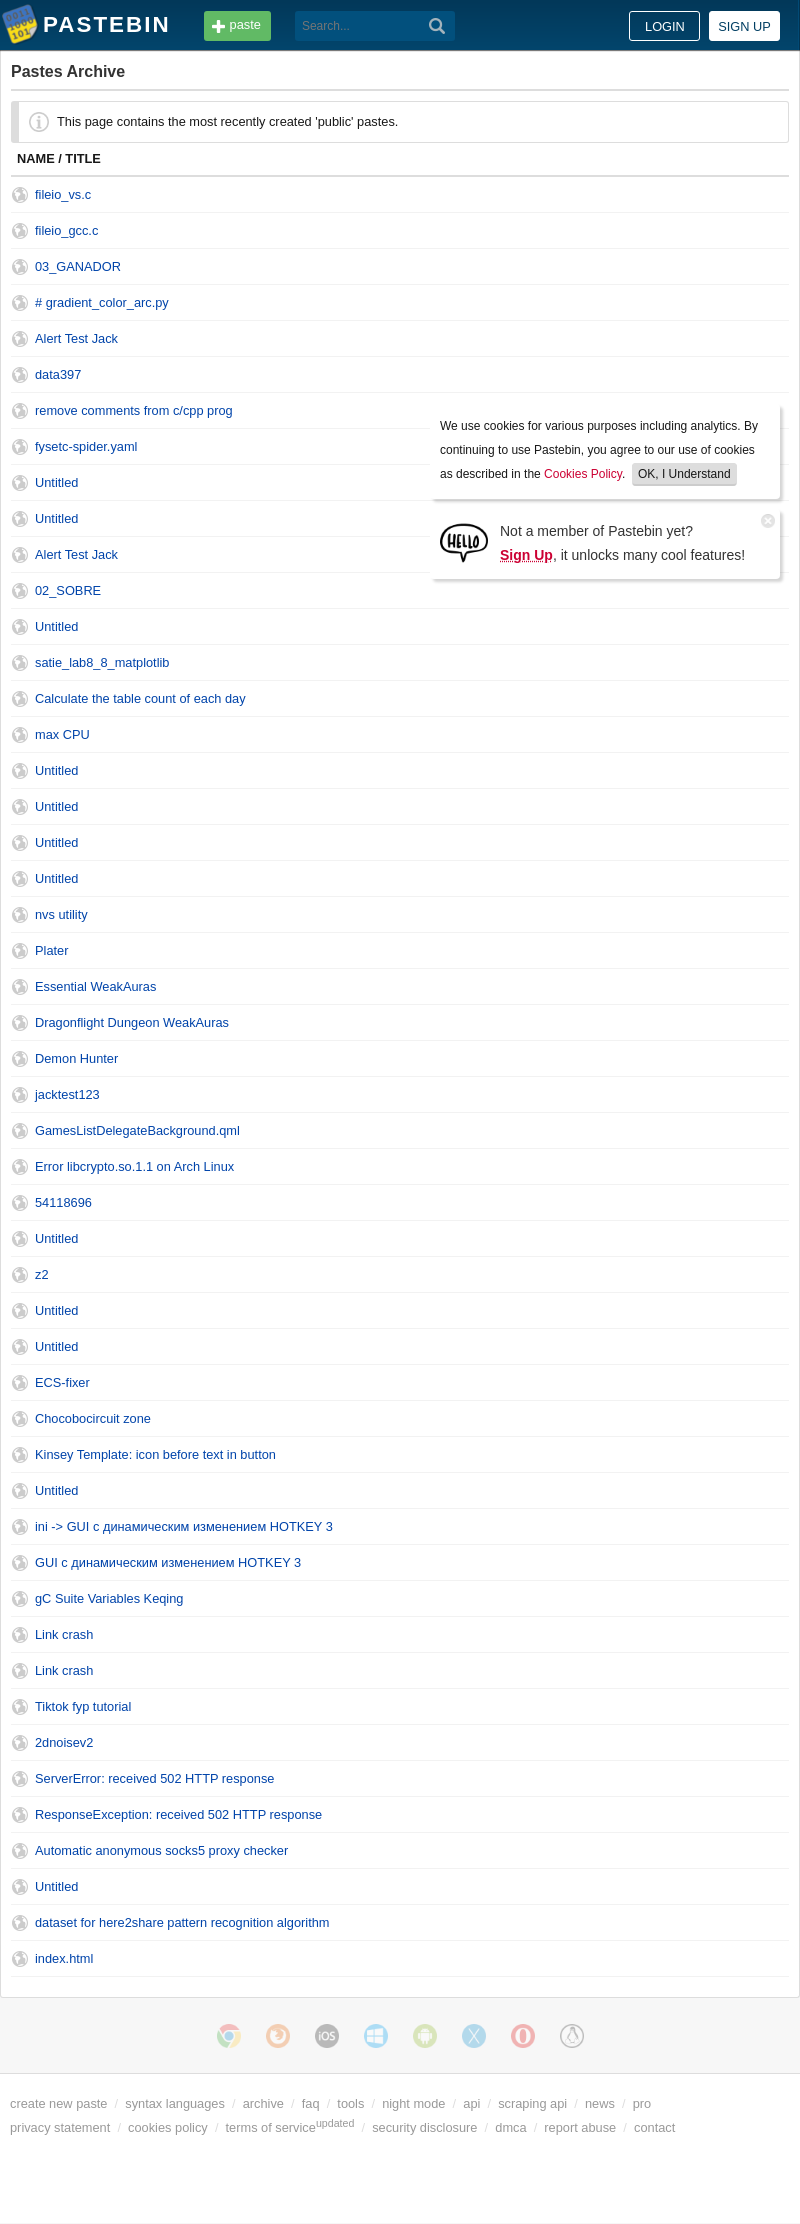 PASTEBIN
paste
Search...
LOGIN
SIGN UP
Pastes Archive
This page contains the most recently created 'public' pastes.
NAME / TITLE
fileio_vs.c
fileio_gcc.c
03_GANADOR
# gradient_color_arc.py
Alert Test Jack
data397
remove comments from c/cpp prog
fysetc-spider.yaml
Untitled
Untitled
Alert Test Jack
02_SOBRE
Untitled
satie_lab8_8_matplotlib
Calculate the table count of each day
max CPU
Untitled
Untitled
Untitled
Untitled
nvs utility
Plater
Essential WeakAuras
Dragonflight Dungeon WeakAuras
Demon Hunter
jacktest123
GamesListDelegateBackground.qml
Error libcrypto.so.1.1 on Arch Linux
54118696
Untitled
z2
Untitled
Untitled
ECS-fixer
Chocobocircuit zone
Kinsey Template: icon before text in button
Untitled
ini -> GUI с динамическим изменением HOTKEY 3
GUI с динамическим изменением HOTKEY 3
gC Suite Variables Keqing
Link crash
Link crash
Tiktok fyp tutorial
2dnoisev2
ServerError: received 502 HTTP response
ResponseException: received 502 HTTP response
Automatic anonymous socks5 proxy checker
Untitled
dataset for here2share pattern recognition algorithm
index.html
We use cookies for various purposes including analytics. By
continuing to use Pastebin, you agree to our use of cookies
as described in the Cookies Policy. OK, I Understand
HELLO
Not a member of Pastebin yet?
Sign Up, it unlocks many cool features!
iOS
create new paste / syntax languages / archive / faq / tools / night mode / api / scraping api / news / pro
privacy statement / cookies policy / terms of service updated / security disclosure / dmca / report abuse / contact